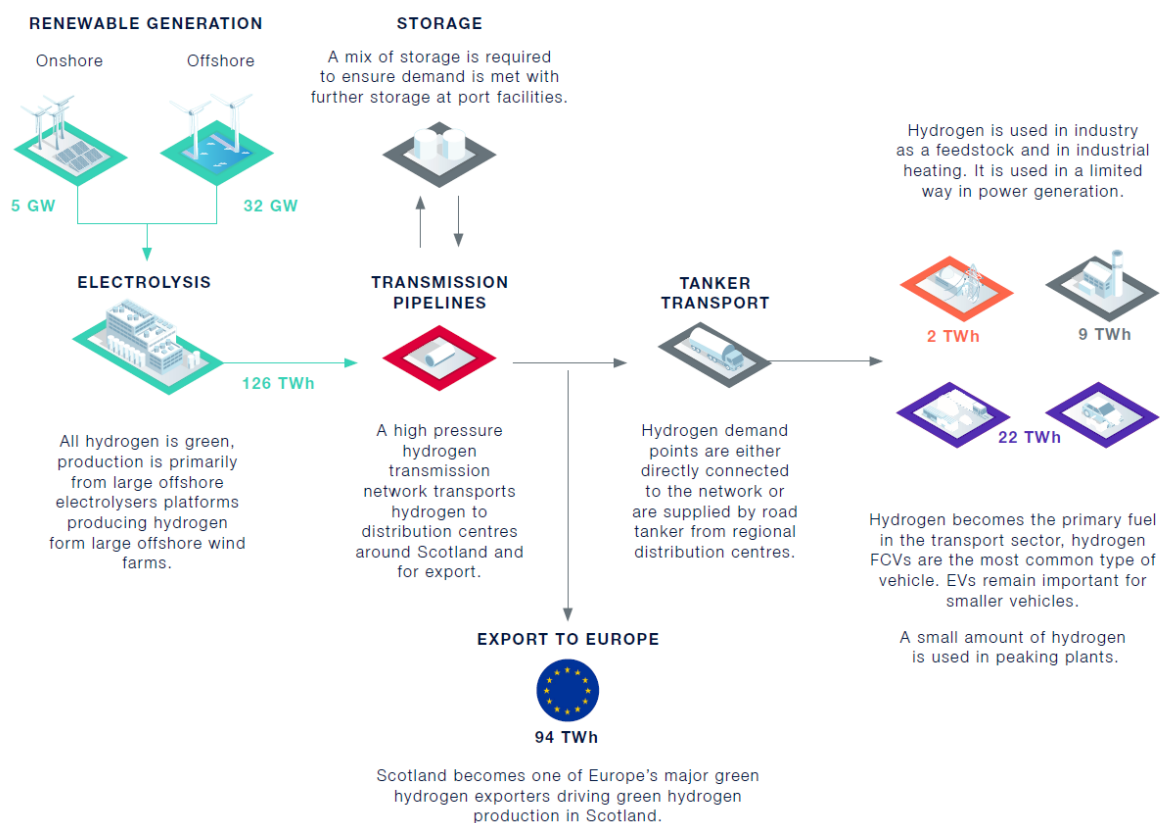 RENEWABLE GENERATION
Onshore
Offshore
5 GW
32 GW
STORAGE
A mix of storage is required
to ensure demand is met with
further storage at port facilities.
ELECTROLYSIS
126 TWh
All hydrogen is green,
production is primarily
from large offshore
electrolysers platforms
producing hydrogen
form large offshore wind
farms.
TRANSMISSION
PIPELINES
A high pressure
hydrogen
transmission
network transports
hydrogen to
distribution centres
around Scotland and
for export.
TANKER
TRANSPORT
Hydrogen demand
points are either
directly connected
to the network or
are supplied by road
tanker from regional
distribution centres.
Hydrogen is used in industry
as a feedstock and in industrial
heating. It is used in a limited
way in power generation.
2 TWh
9 TWh
22 TWh
Hydrogen becomes the primary fuel
in the transport sector, hydrogen
FCVs are the most common type of
vehicle. EVs remain important for
smaller vehicles.
A small amount of hydrogen
is used in peaking plants.
EXPORT TO EUROPE
94 TWh
Scotland becomes one of Europe's major green
hydrogen exporters driving green hydrogen
production in Scotland.